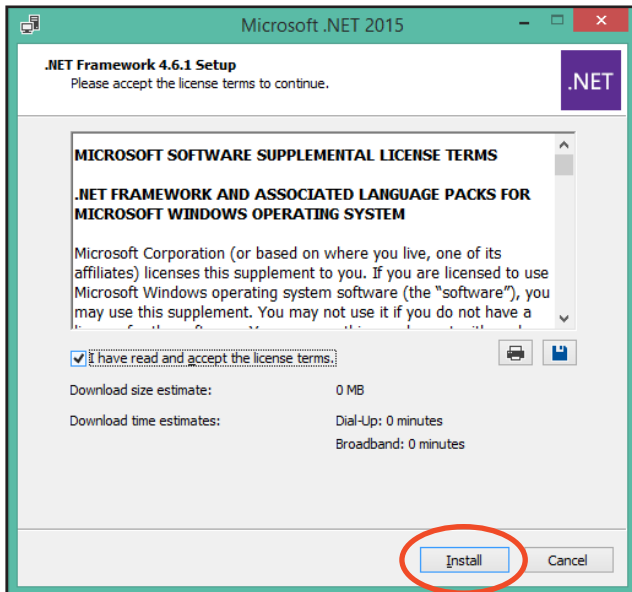 Microsoft .NET 2015
.NET Framework 4.6.1 Setup
Please accept the license terms to continue.
.NET
MICROSOFT SOFTWARE SUPPLEMENTAL LICENSE TERMS
.NET FRAMEWORK AND ASSOCIATED LANGUAGE PACKS FOR
MICROSOFT WINDOWS OPERATING SYSTEM
Microsoft Corporation (or based on where you live, one of its
affiliates) licenses this supplement to you. If you are licensed to use
Microsoft Windows operating system software (the “software”), you
may use this supplement. You may not use it if you do not have a
I have read and accept the license terms.
Download size estimate: 0 MB
Download time estimates: Dial-Up: 0 minutes
Broadband: 0 minutes
Install Cancel